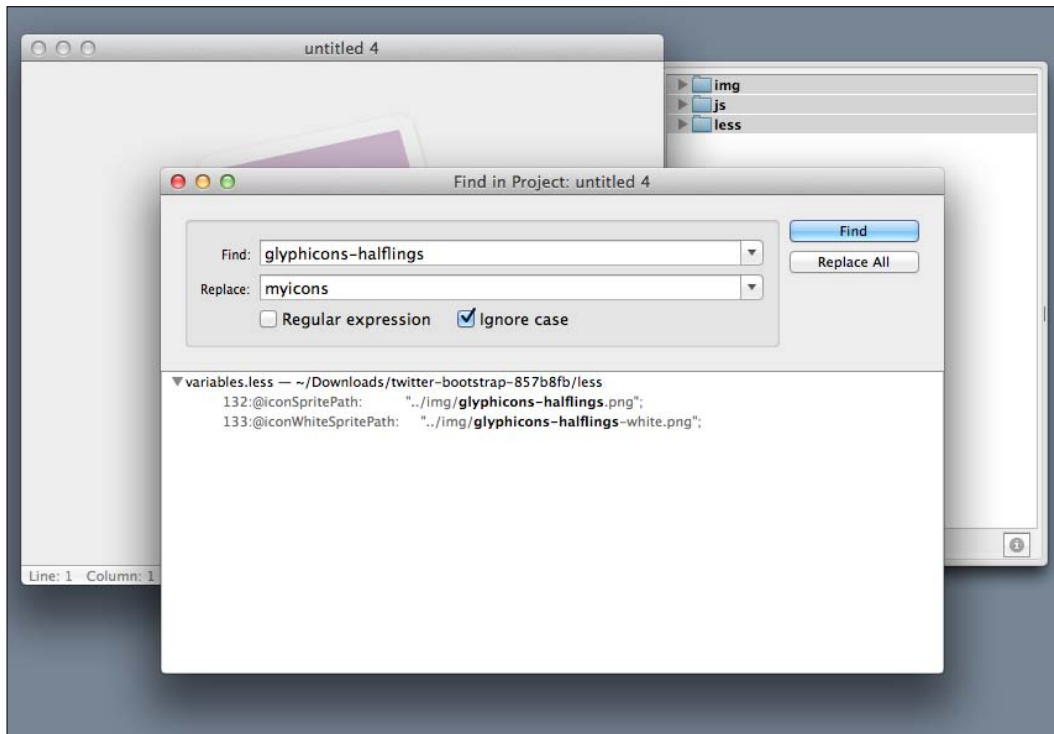 untitled 4
img
js
less
Find in Project: untitled 4
Find: glyphicons-halflings
Find
Replace: myicons
Replace All
Regular expression Ignore case
variables.less — ~/Downloads/twitter-bootstrap-857b8fb/less
132:@iconSpritePath: "../img/glyphicons-halflings.png";
133:@iconWhiteSpritePath: "../img/glyphicons-halflings-white.png";
Line: 1 Column: 1